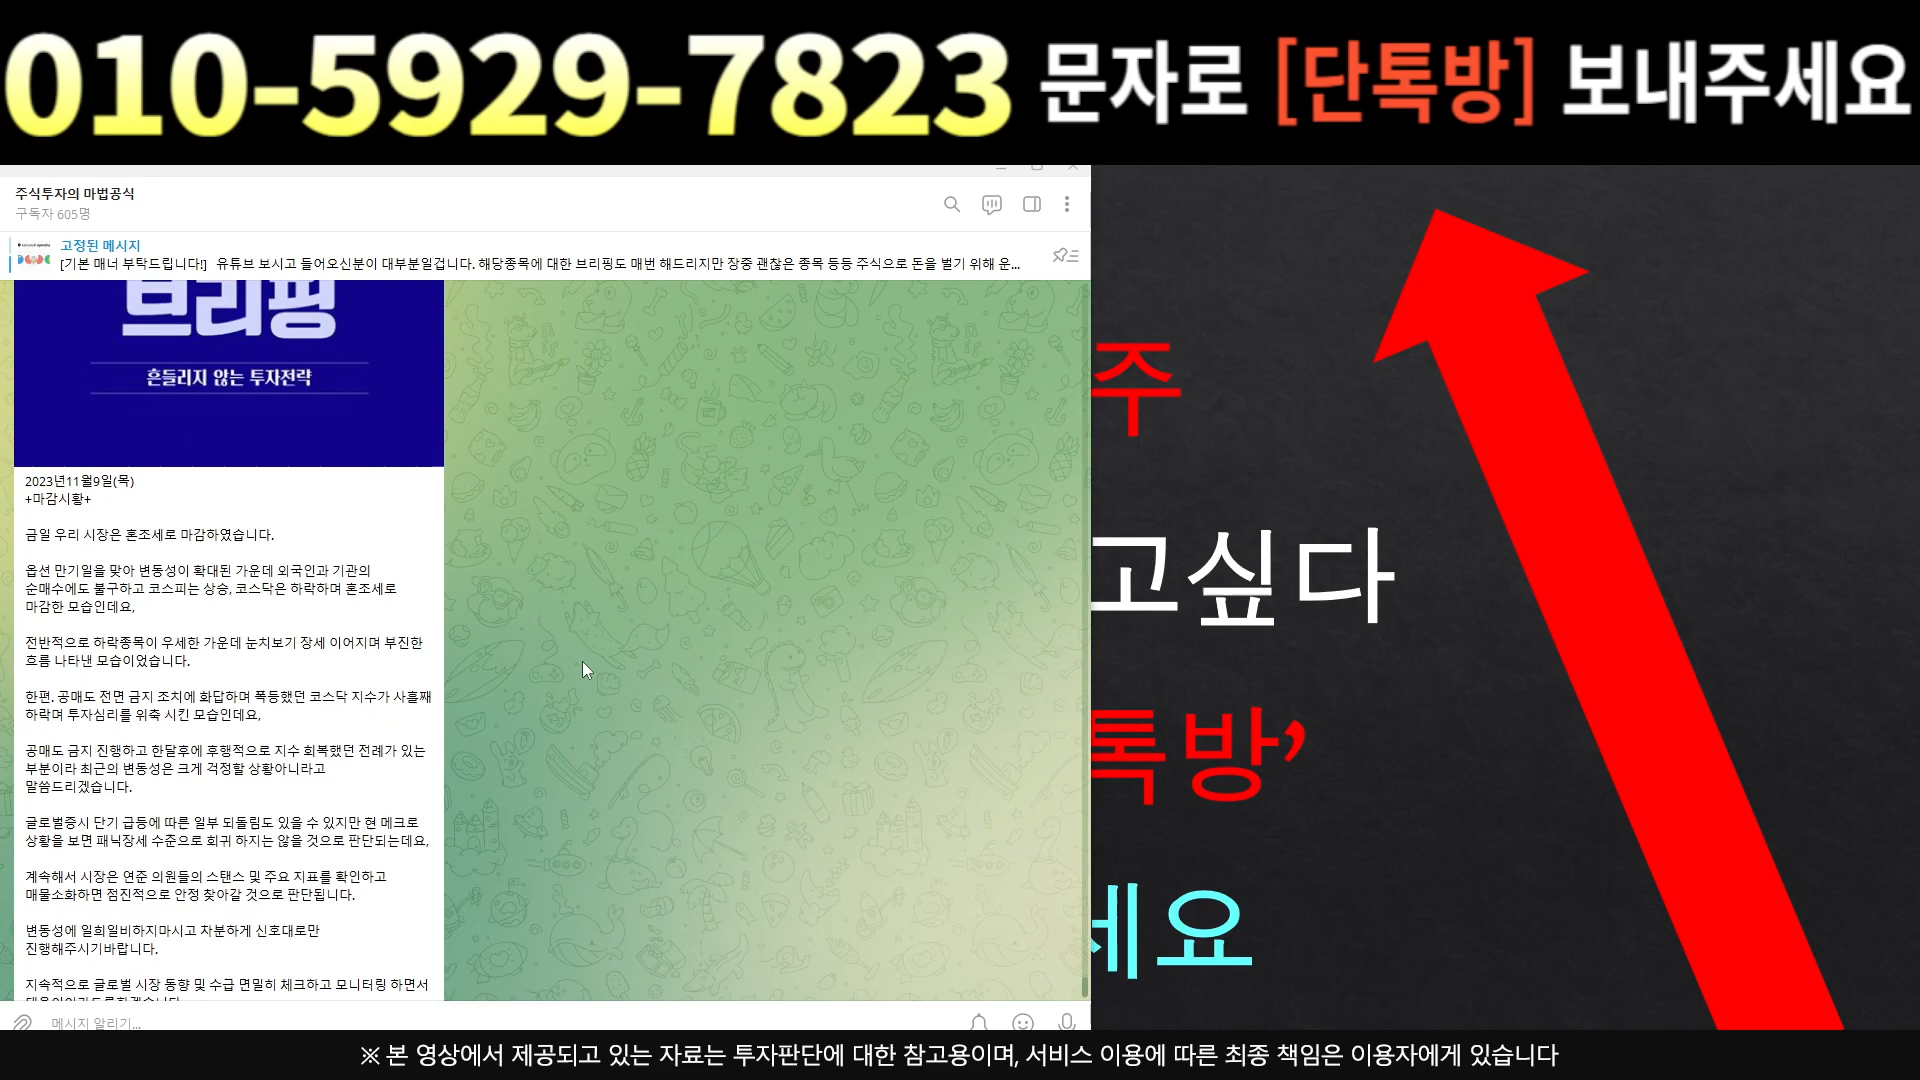 010-5929-7823 문자로 [단톡방] 보내주세요
주식투자의 마법공식
구독자 605명
고정된 메시지
[기본 매너 부탁드립니다!] 유튜브 보시고 들어오신분이 대부분일겁니다. 해당종목에 대한 브리핑도 매번 해드리지만 장중 괜찮은 종목 등등 주식으로 돈을 벌기 위해 운...
브리핑
흔들리지 않는 투자전략
2023년11월9일(목)
+마감시황+
금일 우리 시장은 혼조세로 마감하였습니다.
옵션 만기일을 맞아 변동성이 확대된 가운데 외국인과 기관의
순매수에도 불구하고 코스피는 상승, 코스닥은 하락하며 혼조세로
마감한 모습인데요,
전반적으로 하락종목이 우세한 가운데 눈치보기 장세 이어지며 부진한
흐름 나타낸 모습이었습니다.
한편. 공매도 전면 금지 조치에 화답하며 폭등했던 코스닥 지수가 사흘째
하락며 투자심리를 위축 시킨 모습인데요,
공매도 금지 진행하고 한달후에 후행적으로 지수 회복했던 전례가 있는
부분이라 최근의 변동성은 크게 걱정할 상황아니라고
말씀드리겠습니다.
글로벌증시 단기 급등에 따른 일부 되돌림도 있을 수 있지만 현 메크로
상황을 보면 패닉장세 수준으로 회귀 하지는 않을 것으로 판단되는데요,
계속해서 시장은 연준 의원들의 스탠스 및 주요 지표를 확인하고
매물소화하면 점진적으로 안정 찾아갈 것으로 판단됩니다.
변동성에 일희일비하지마시고 차분하게 신호대로만
진행해주시기바랍니다.
지속적으로 글로벌 시장 동향 및 수급 면밀히 체크하고 모니터링 하면서
메시지 알리기...
주
고싶다
톡방’
세요
※ 본 영상에서 제공되고 있는 자료는 투자판단에 대한 참고용이며, 서비스 이용에 따른 최종 책임은 이용자에게 있습니다